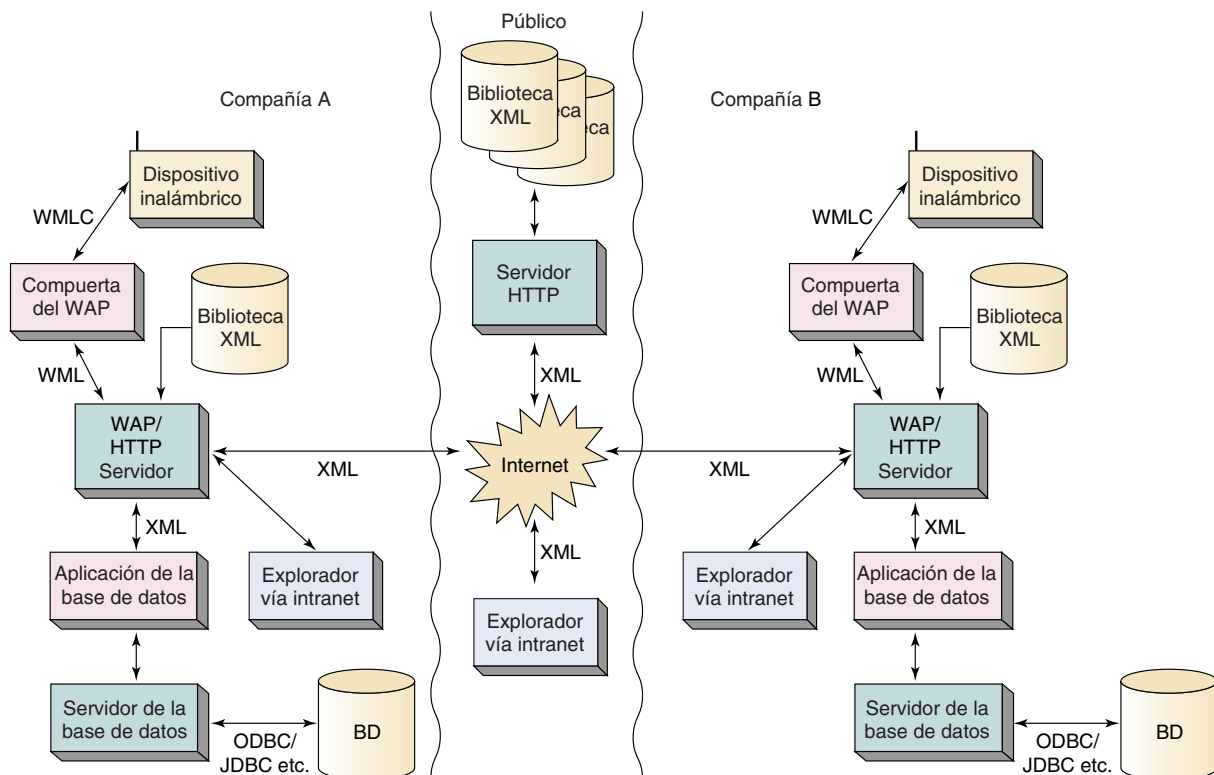 Público
Compañía A
Compañía B
Biblioteca
XML
eca
eca
Dispositivo
inalámbrico
WMLC
Compuerta
del WAP
Biblioteca
XML
WML
WAP/
HTTP
Servidor
XML
XML
Aplicación de la
base de datos
Explorador
vía intranet
Servidor de la
base de datos
ODBC/
JDBC etc.
BD
Servidor
HTTP
XML
Internet
XML
Explorador
vía intranet
Dispositivo
inalámbrico
WMLC
Compuerta
del WAP
Biblioteca
XML
WML
WAP/
HTTP
Servidor
XML
XML
Explorador
vía intranet
Aplicación de la
base de datos
Servidor de la
base de datos
ODBC/
JDBC etc.
BD